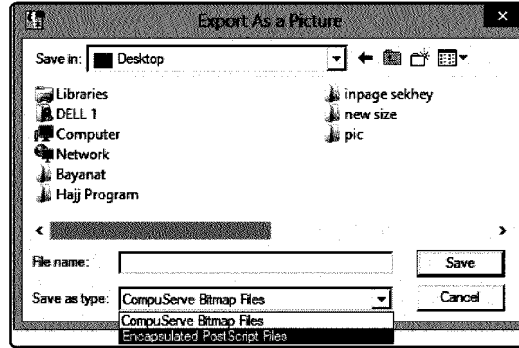 Export As a Picture
Save in: Desktop
Libraries
DELL 1
Computer
Network
Bayanat
Hajj Program
inpage sekhey
new size
pic
File name:
Save
Save as type: CompuServe Bitmap Files
Cancel
CompuServe Bitmap Files
Encapsulated PostScript Files